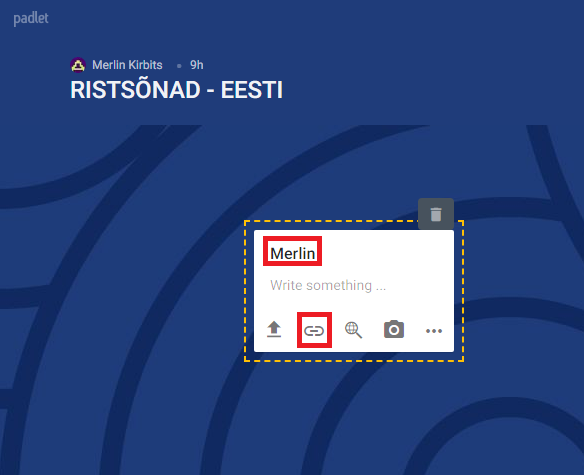 padlet
Merlin Kirbits • 9h
RISTSÕNAD - EESTI
Merlin
Write something ...